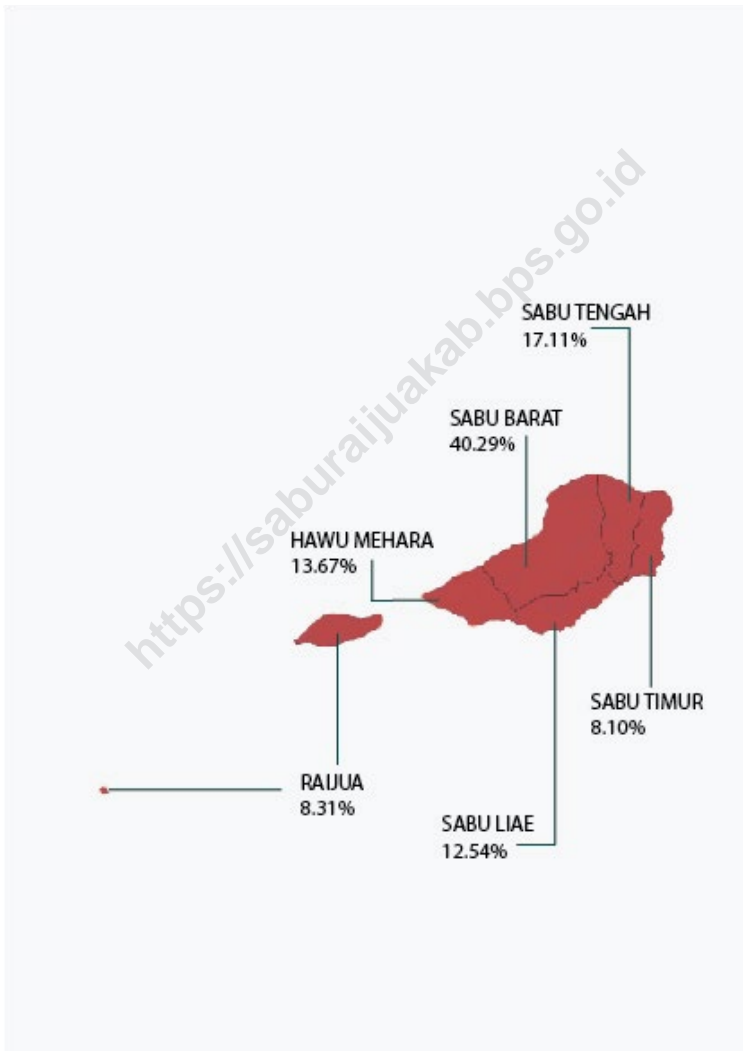 SABU TENGAH
17.11%
SABU BARAT
40.29%
HAWU MEHARA
13.67%
SABU TIMUR
8.10%
RAIJUA
8.31%
SABU LIAE
12.54%
https://saburaijuakab.bps.go.id